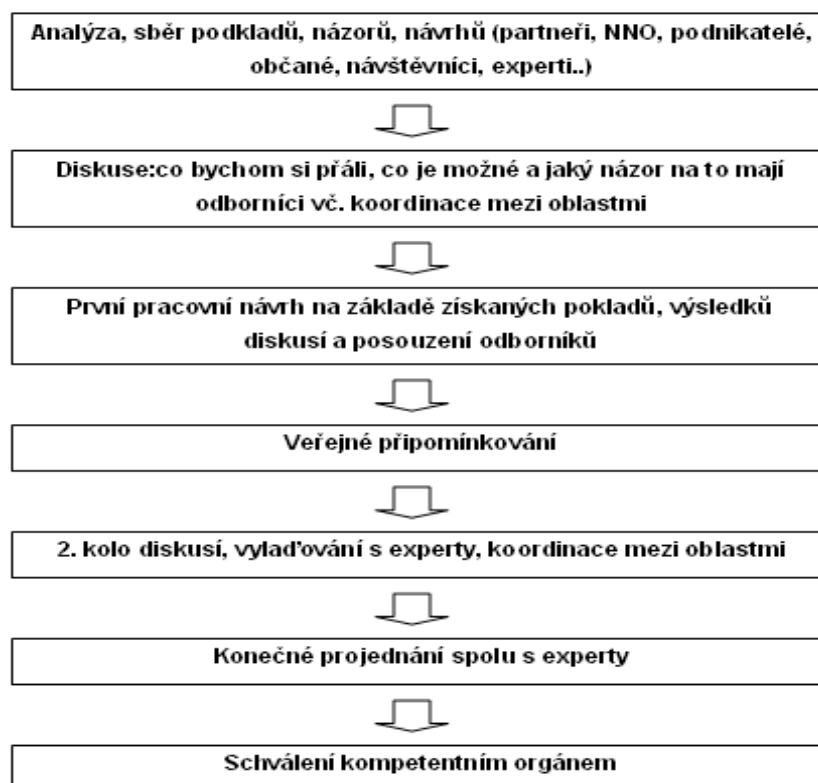 Analýza, sběr podkladů, názorů, návrhů (partneři, NNO, podnikatelé,
občané, návštěvníci, experti..)
Diskuse:co bychom si přáli, co je možné a jaký názor na to mají
odborníci vč. koordinace mezi oblastmi
První pracovní návrh na základě získaných pokladů, výsledků
diskusí a posouzení odborníků
Veřejné připomínkování
2. kolo diskusí, vylaďování s experty, koordinace mezi oblastmi
Konečné projednání spolu s experty
Schválení kompetentním orgánem